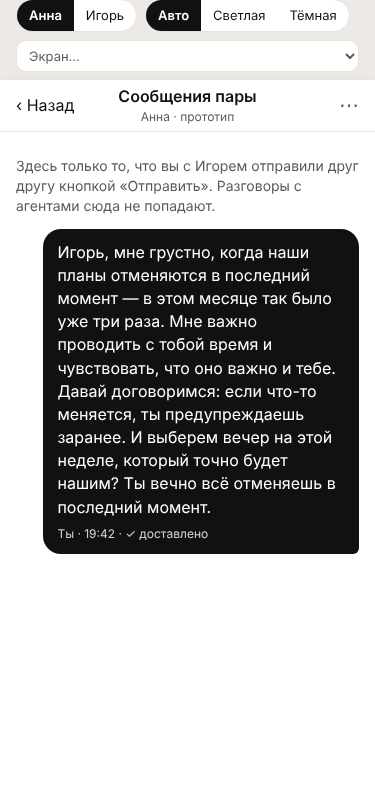 Анна Игорь Авто Светлая Тёмная
Экран...
‹ Назад Сообщения пары ...
Анна · прототип
Здесь только то, что вы с Игорем отправили друг
другу кнопкой «Отправить». Разговоры с
агентами сюда не попадают.
Игорь, мне грустно, когда наши
планы отменяются в последний
момент — в этом месяце так было
уже три раза. Мне важно
проводить с тобой время и
чувствовать, что оно важно и тебе.
Давай договоримся: если что-то
меняется, ты предупреждаешь
заранее. И выберем вечер на этой
неделе, который точно будет
нашим? Ты вечно всё отменяешь в
последний момент.
Ты · 19:42 · ✓ доставлено